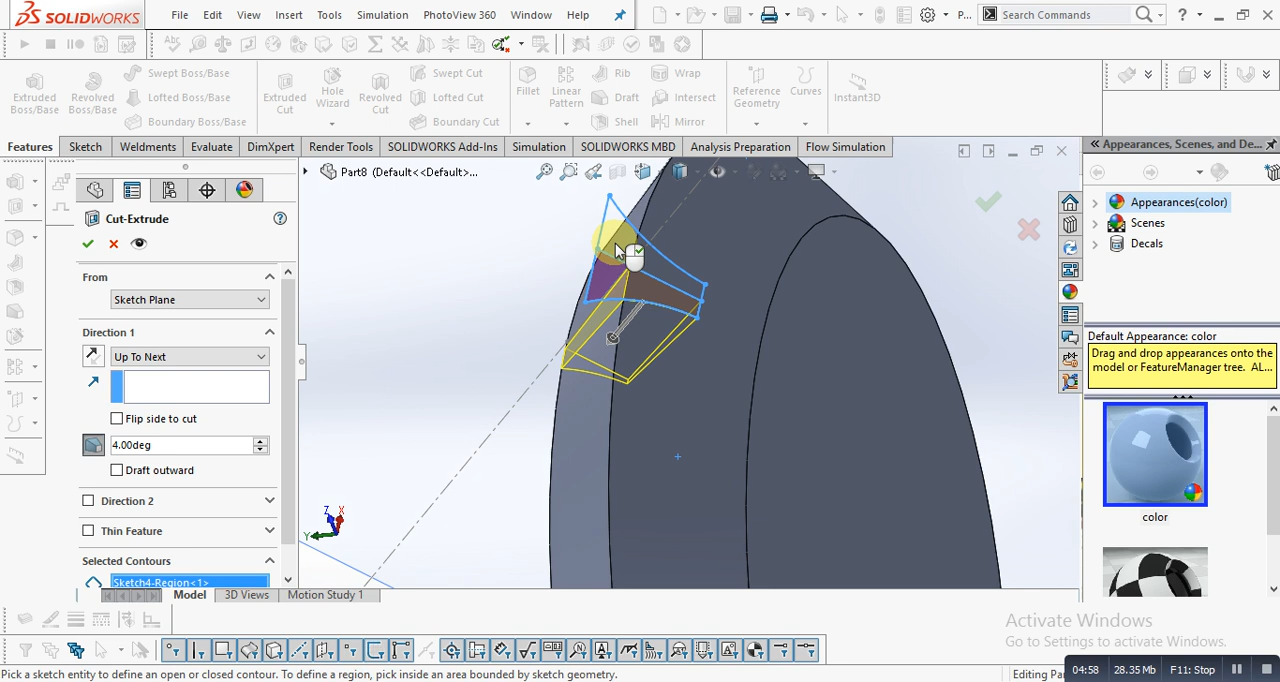 SOLIDWORKS
File Edit View Insert Tools Simulation PhotoView 360 Window Help
P... Search Commands
Extruded Boss/Base
Revolved Boss/Base
Swept Boss/Base
Lofted Boss/Base
Boundary Boss/Base
Extruded Cut
Hole Wizard
Revolved Cut
Swept Cut
Lofted Cut
Boundary Cut
Fillet
Linear Pattern
Rib
Draft
Shell
Wrap
Intersect
Mirror
Reference Geometry
Curves
Instant3D
Features Sketch Weldments Evaluate DimXpert Render Tools SOLIDWORKS Add-Ins Simulation SOLIDWORKS MBD Analysis Preparation Flow Simulation
Part8 (Default<<Default>...
Cut-Extrude
From
Sketch Plane
Direction 1
Up To Next
Flip side to cut
4.00deg
Draft outward
Direction 2
Thin Feature
Selected Contours
Sketch4-Region<1>
Z X
Y
Model 3D Views Motion Study 1
Appearances, Scenes, and De...
Appearances(color)
Scenes
Decals
Default Appearance: color
Drag and drop appearances onto the
model or FeatureManager tree. AL...
color
Activate Windows
Go to Settings to activate Windows.
Pick a sketch entity to define an open or closed contour. To define a region, pick inside an area bounded by sketch geometry.
Editing Pa
04:58 28.35 Mb F11: Stop